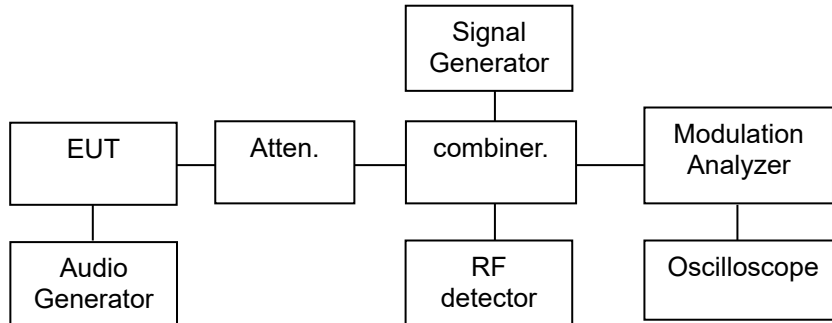 Signal
Generator
EUT
Atten.
combiner.
Modulation
Analyzer
Audio
Generator
RF
detector
Oscilloscope